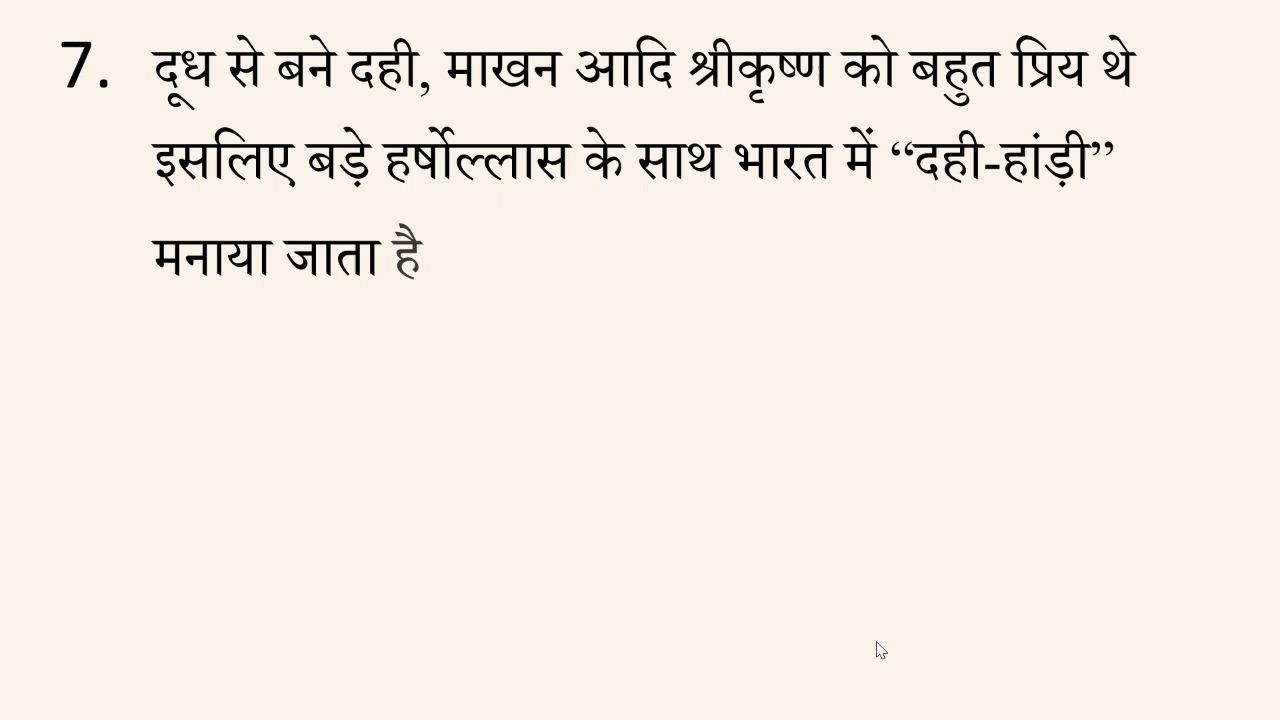 7. दूध से बने दही, माखन आदि श्रीकृष्ण को बहुत प्रिय थे
इसलिए बड़े हर्षोल्लास के साथ भारत में “दही-हांड़ी”
मनाया जाता है